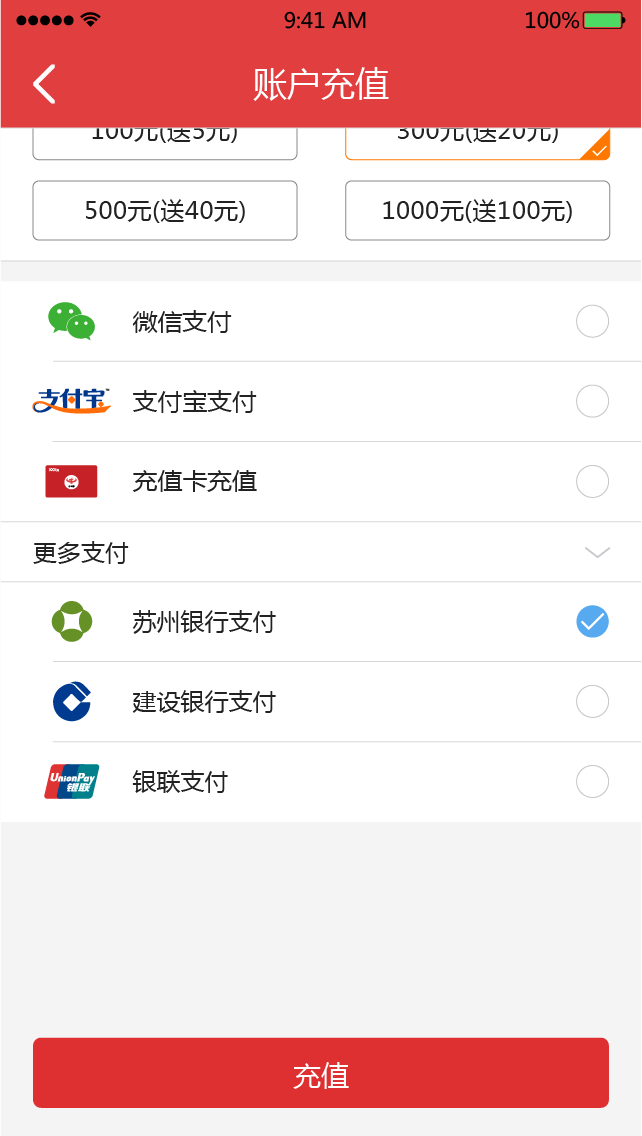 9:41 AM 100%
账户充值
100元(送5元) 300元(送20元)
500元(送40元) 1000元(送100元)
微信支付
支付宝 支付宝支付
充值卡充值
更多支付
苏州银行支付
建设银行支付
UnionPay
银联 银联支付
充值